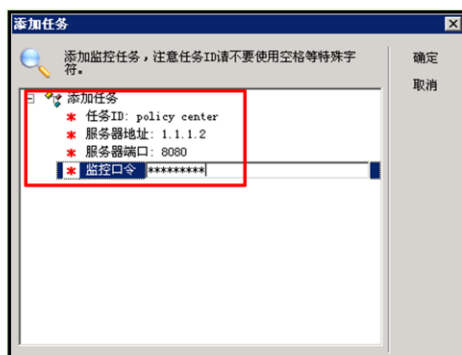 添加任务
添加监控任务，注意任务ID请不要使用空格等特殊字
符。
确定
取消
添加任务
* 任务ID: policy center
* 服务器地址: 1.1.1.2
* 服务器端口: 8080
* 监控口令 *********